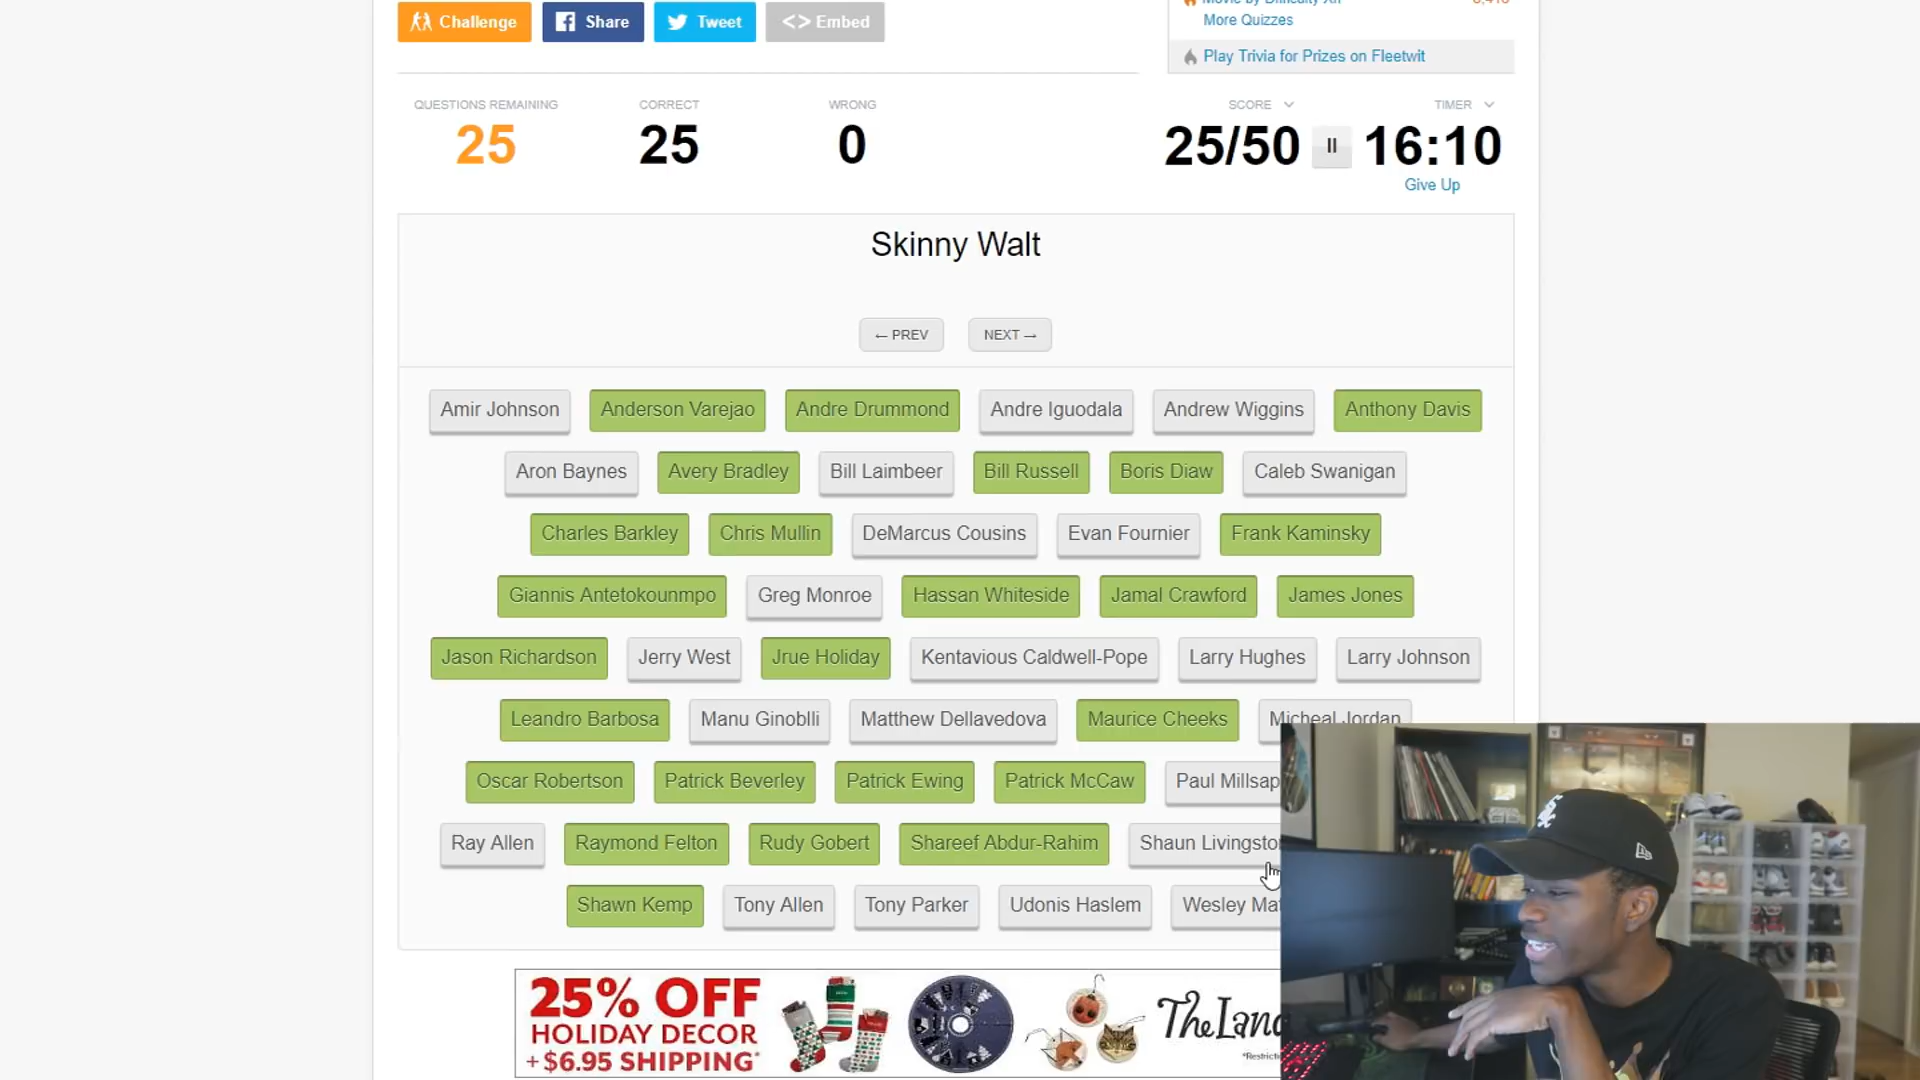 Challenge
Share
Tweet
<> Embed
More Quizzes
Play Trivia for Prizes on Fleetwit
QUESTIONS REMAINING
25
CORRECT
25
WRONG
0
SCORE
25/50
TIMER
16:10
Give Up
Skinny Walt
← PREV
NEXT →
Amir Johnson
Anderson Varejao
Andre Drummond
Andre Iguodala
Andrew Wiggins
Anthony Davis
Aron Baynes
Avery Bradley
Bill Laimbeer
Bill Russell
Boris Diaw
Caleb Swanigan
Charles Barkley
Chris Mullin
DeMarcus Cousins
Evan Fournier
Frank Kaminsky
Giannis Antetokounmpo
Greg Monroe
Hassan Whiteside
Jamal Crawford
James Jones
Jason Richardson
Jerry West
Jrue Holiday
Kentavious Caldwell-Pope
Larry Hughes
Larry Johnson
Leandro Barbosa
Manu Ginoblli
Matthew Dellavedova
Maurice Cheeks
Micheal Jordan
Oscar Robertson
Patrick Beverley
Patrick Ewing
Patrick McCaw
Paul Millsap
Ray Allen
Raymond Felton
Rudy Gobert
Shareef Abdur-Rahim
Shaun
Shawn Kemp
Tony Allen
Tony Parker
Udonis Haslem
Wesley
25% OFF
HOLIDAY DECOR
+$6.95 SHIPPING*
The